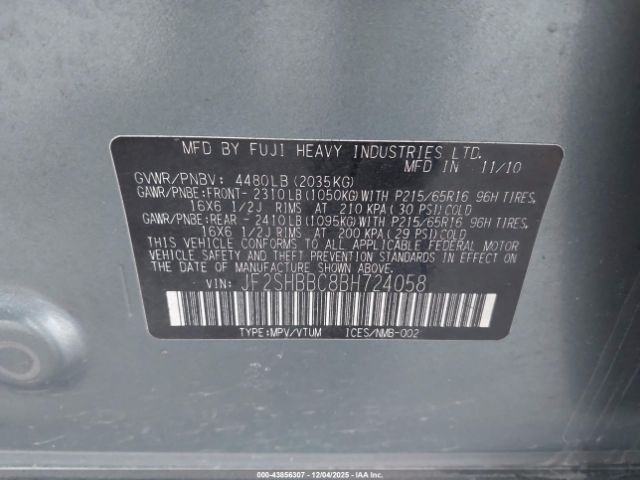 MFD BY FUJI HEAVY INDUSTRIES LTD.
MFD IN 11/10
GVWR/PNBV: 4480LB(2035KG)
GAWR/PNBE:FRONT-2310LB(1050KG)WITH P215/65R16 96H TIRES,
16X6 1/2J RIMS AT 210 KPA(30 PSI)COLD
GAWR/PNBE:REAR -2410LB(1095KG)WITH P215/65R16 96H TIRES,
16X6 1/2J RIMS AT 200 KPA(29 PSI)COLD
THIS VEHICLE CONFORMS TO ALL APPLICABLE FEDERAL MOTOR
VEHICLE SAFETY AND THEFT PREVENTION STANDARDS IN EFFECT ON
THE DATE OF MANUFACTURE SHOWN ABOVE.
VIN: JF2SHBBC8BH724058
TYPE:MPV/VTUM ICES/NMB-002
000-43856307 - 12/04/2025 - IAAI.COM